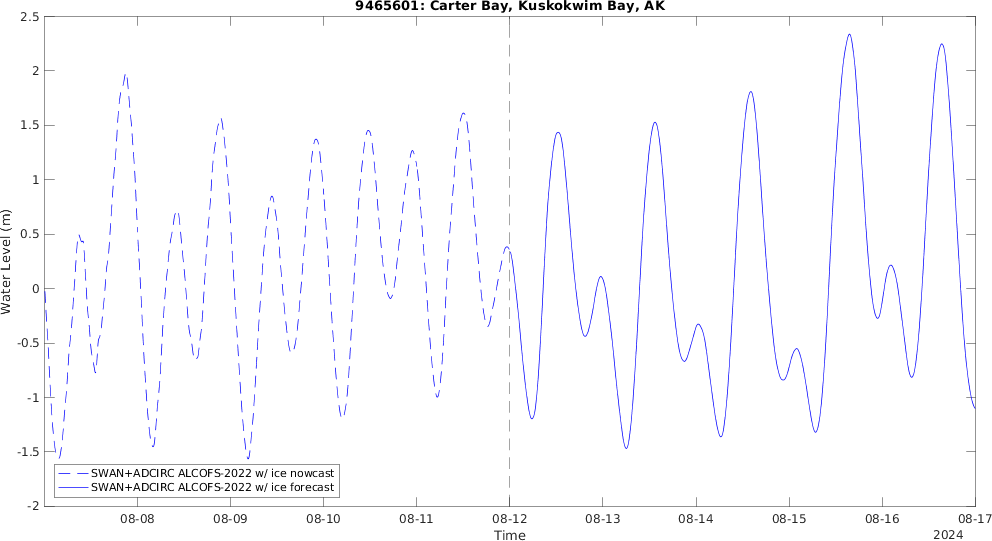 9465601: Carter Bay, Kuskokwim Bay, AK
Water Level (m)
2.5
2
1.5
1
0.5
0
-0.5
-1
-1.5
-2
SWAN+ADCIRC ALCOFS-2022 w/ ice nowcast
SWAN+ADCIRC ALCOFS-2022 w/ ice forecast
08-08 08-09 08-10 08-11 08-12 08-13 08-14 08-15 08-16 08-17
Time
2024